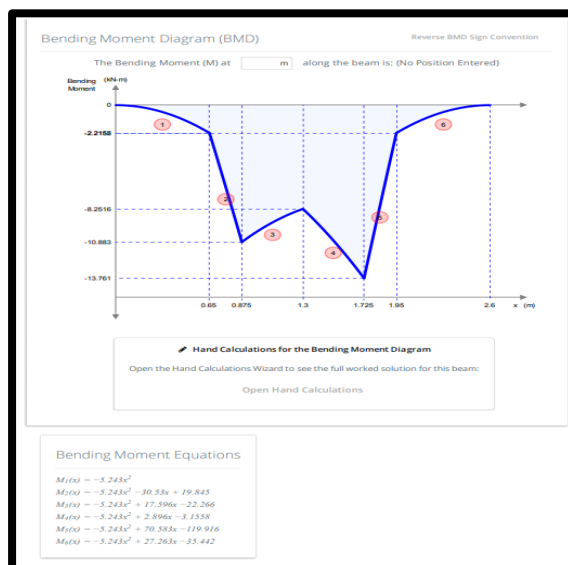 Bending Moment Diagram (BMD)
Reverse BMD Sign Convention
The Bending Moment (M) at m along the beam is: (No Position Entered)
Bending Moment (kN-m)
0
-2.2158
-8.2516
-10.883
-13.761
1
2
3
4
5
6
0.65 0.875 1.3 1.725 1.95 2.6 x (m)
Hand Calculations for the Bending Moment Diagram
Open the Hand Calculations Wizard to see the full worked solution for this beam:
Open Hand Calculations
Bending Moment Equations
M₁(x) = −5.243x²
M₂(x) = −5.243x² −30.53x + 19.845
M₃(x) = −5.243x² + 17.596x −22.266
M₄(x) = −5.243x² + 2.896x −3.1558
M₅(x) = −5.243x² + 70.583x −119.916
M₆(x) = −5.243x² + 27.263x −35.442